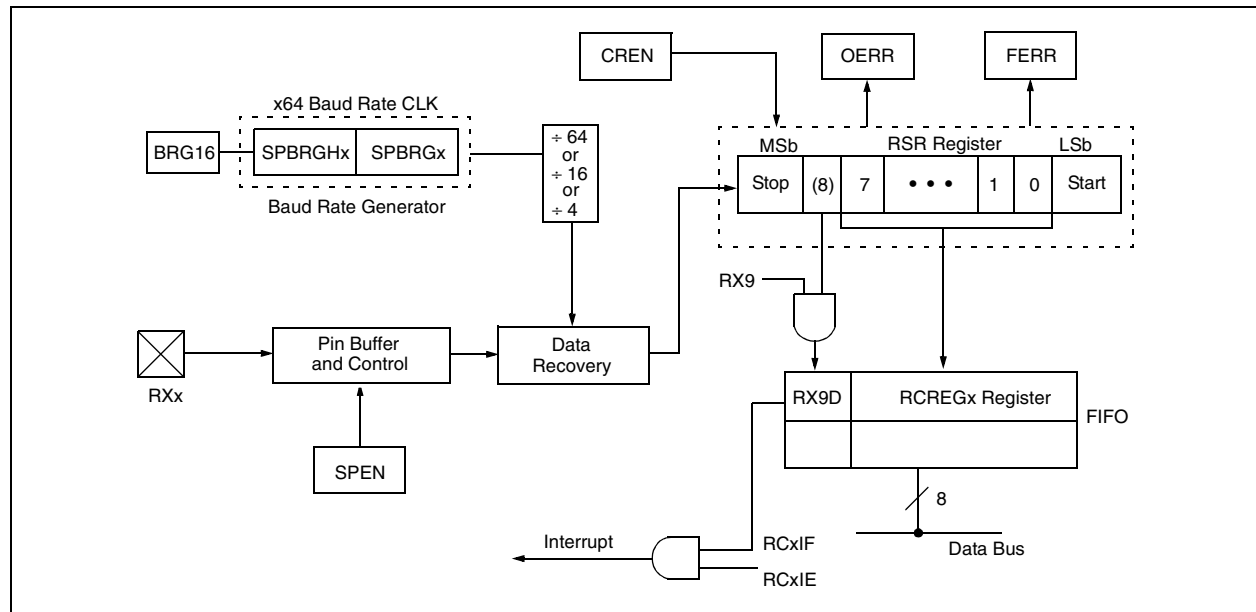 CREN
OERR
FERR
x64 Baud Rate CLK
BRG16
SPBRGHx
SPBRGx
Baud Rate Generator
÷ 64
or
÷ 16
or
÷ 4
MSb
RSR Register
LSb
Stop
(8)
7
• • •
1
0
Start
RX9
RXx
Pin Buffer
and Control
Data
Recovery
SPEN
RX9D
RCREGx Register
FIFO
8
Data Bus
Interrupt
RCxIF
RCxIE